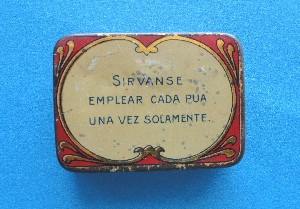 SIRVANSE
EMPLEAR CADA PUA
UNA VEZ SOLAMENTE.